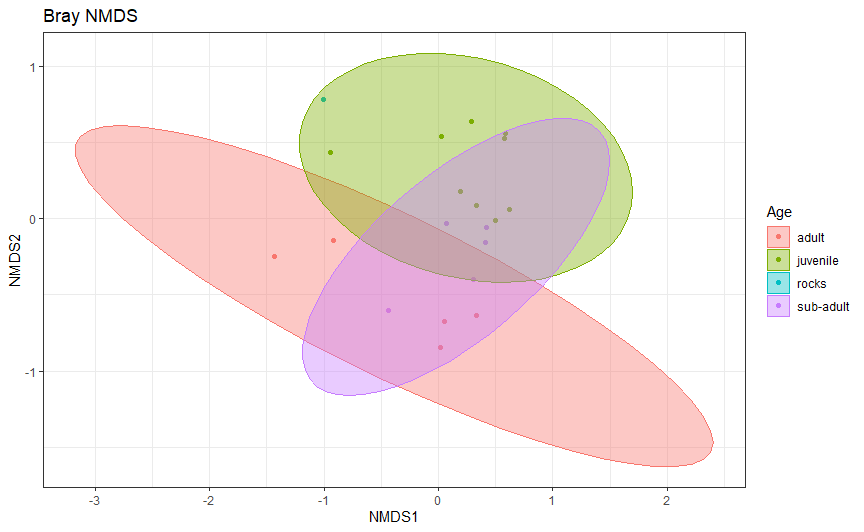 Bray NMDS
NMDS2
1
0
-1
-3
-2
-1
0
1
2
NMDS1
Age
adult
juvenile
rocks
sub-adult